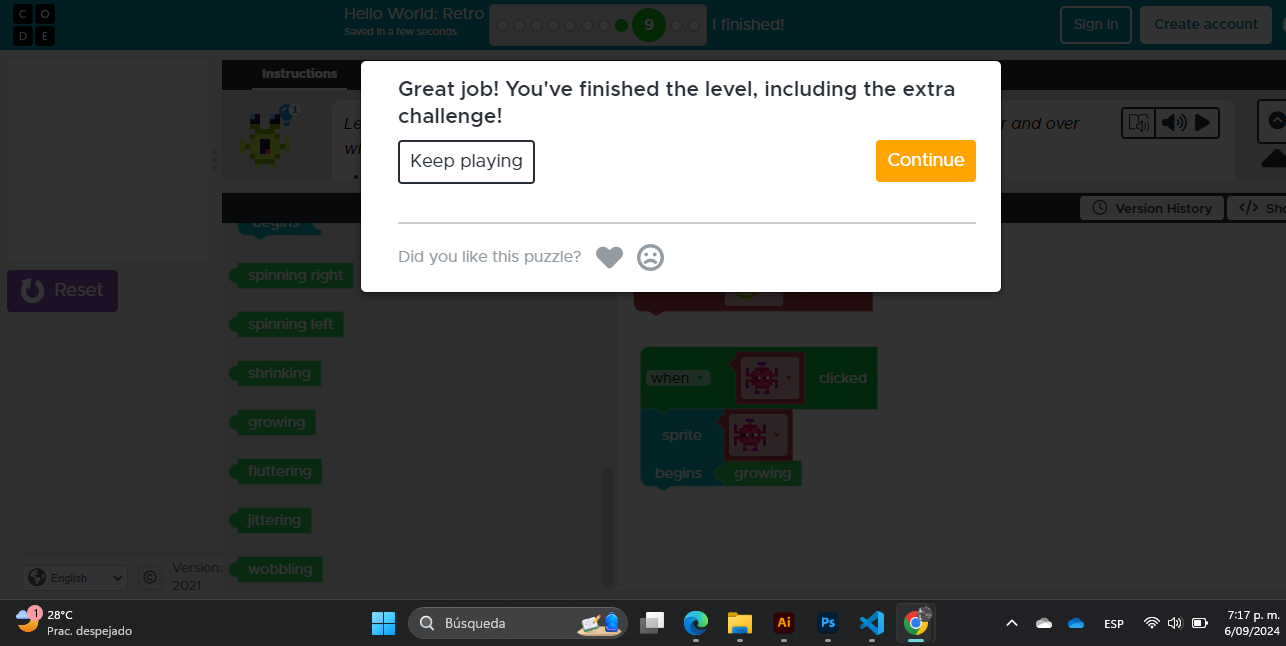 C O
D E
Hello World: Retro
Saved in a few seconds
9
I finished!
Sign in
Create account
Instructions
Great job! You've finished the level, including the extra
challenge!
Keep playing
Continue
Did you like this puzzle?
1
Le
r and over
Version History
</> Sho
begins
spinning right
spinning left
shrinking
growing
fluttering
jittering
wobbling
Reset
when
clicked
sprite
begins growing
English
©
Version:
2021
1
28°C
Prac. despejado
Búsqueda
Ai
Ps
ESP
7:17 p. m.
6/09/2024